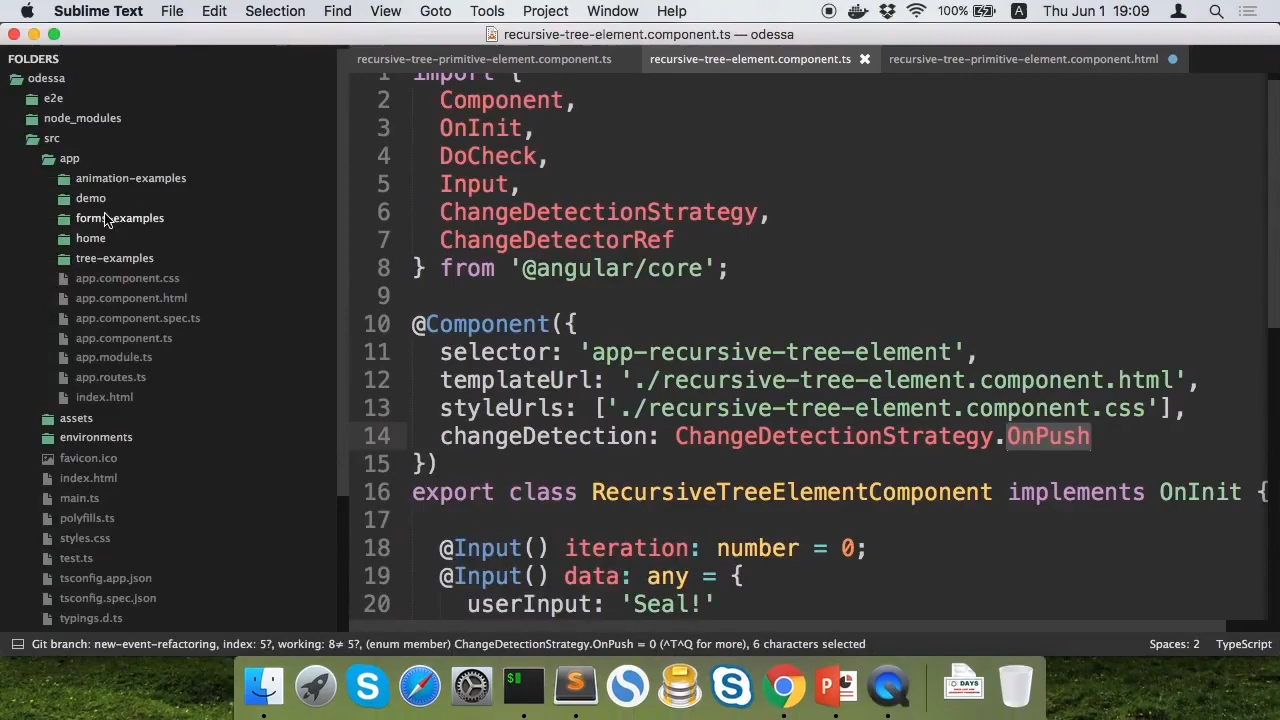 Sublime Text File Edit Selection Find View Goto Tools Project Window Help 100% A Thu Jun 1 19:09
recursive-tree-element.component.ts — odessa
FOLDERS
odessa
e2e
node_modules
src
app
animation-examples
demo
forms-examples
home
tree-examples
app.component.css
app.component.html
app.component.spec.ts
app.component.ts
app.module.ts
app.routes.ts
index.html
assets
environments
favicon.ico
index.html
main.ts
polyfills.ts
styles.css
test.ts
tsconfig.app.json
tsconfig.spec.json
typings.d.ts
recursive-tree-primitive-element.component.ts recursive-tree-element.component.ts recursive-tree-primitive-element.component.html
1 import {
2 Component,
3 OnInit,
4 DoCheck,
5 Input,
6 ChangeDetectionStrategy,
7 ChangeDetectorRef
8 } from '@angular/core';
9
10 @Component({
11 selector: 'app-recursive-tree-element',
12 templateUrl: './recursive-tree-element.component.html',
13 styleUrls: ['./recursive-tree-element.component.css'],
14 changeDetection: ChangeDetectionStrategy.OnPush
15 })
16 export class RecursiveTreeElementComponent implements OnInit {
17
18 @Input() iteration: number = 0;
19 @Input() data: any = {
20 userInput: 'Seal!'
Git branch: new-event-refactoring, index: 5?, working: 8≠ 5?, (enum member) ChangeDetectionStrategy.OnPush = 0 (^T^Q for more), 6 characters selected Spaces: 2 TypeScript